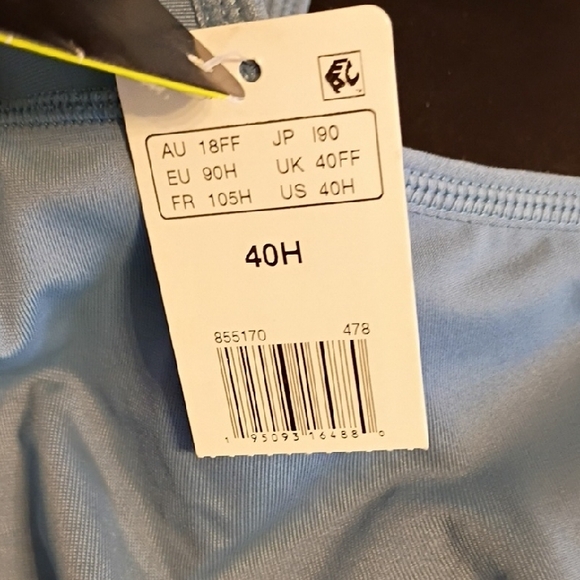 AU 18FF JP I90
EU 90H UK 40FF
FR 105H US 40H
40H
855170 478
1 95093 16488 0